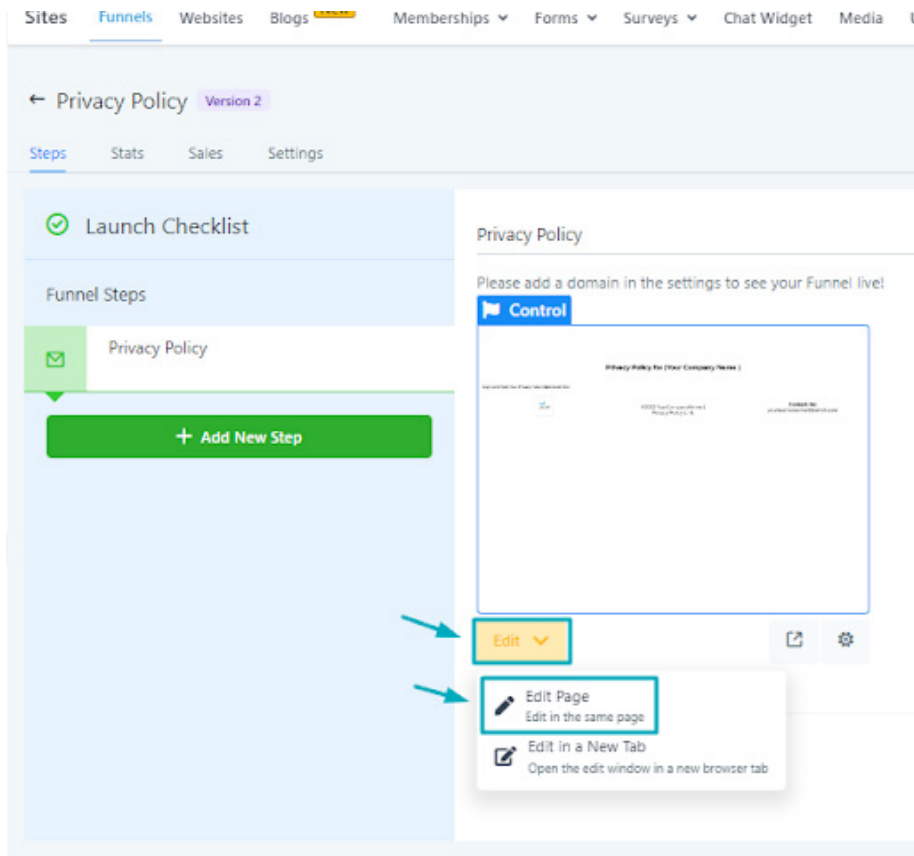 Sites Funnels Websites Blogs New Memberships Forms Surveys Chat Widget Media
← Privacy Policy Version 2
Steps Stats Sales Settings
Launch Checklist
Privacy Policy
Please add a domain in the settings to see your Funnel live!
Funnel Steps
Control
Privacy Policy
Privacy Policy for [Your Company Name]
Contact Us:
+ Add New Step
Edit
Edit Page
Edit in the same page
Edit in a New Tab
Open the edit window in a new browser tab